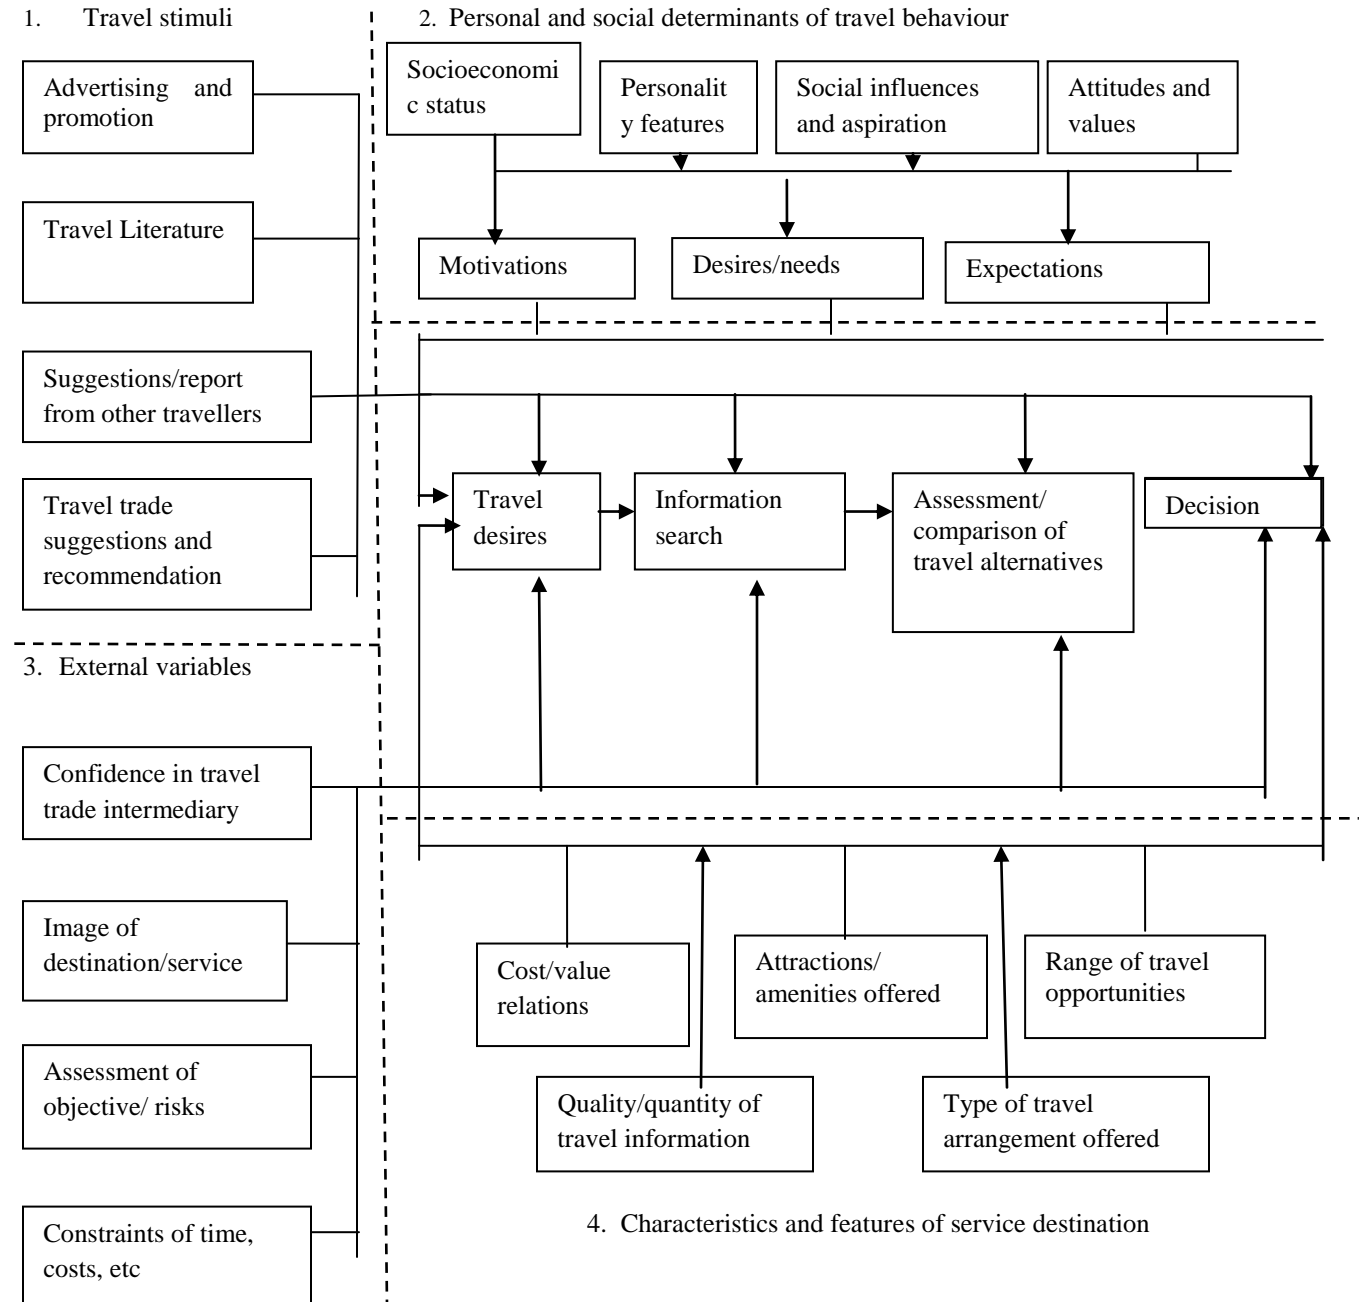 1. Travel stimuli
2. Personal and social determinants of travel behaviour
Advertising and
promotion
Socioeconomi
c status
Personalit
y features
Social influences
and aspiration
Attitudes and
values
Travel Literature
Motivations
Desires/needs
Expectations
Suggestions/report
from other travellers
Travel trade
suggestions and
recommendation
Travel
desires
Information
search
Assessment/
comparison of
travel alternatives
Decision
3. External variables
Confidence in travel
trade intermediary
Image of
destination/service
Assessment of
objective/ risks
Constraints of time,
costs, etc
Cost/value
relations
Attractions/
amenities offered
Range of travel
opportunities
Quality/quantity of
travel information
Type of travel
arrangement offered
4. Characteristics and features of service destination